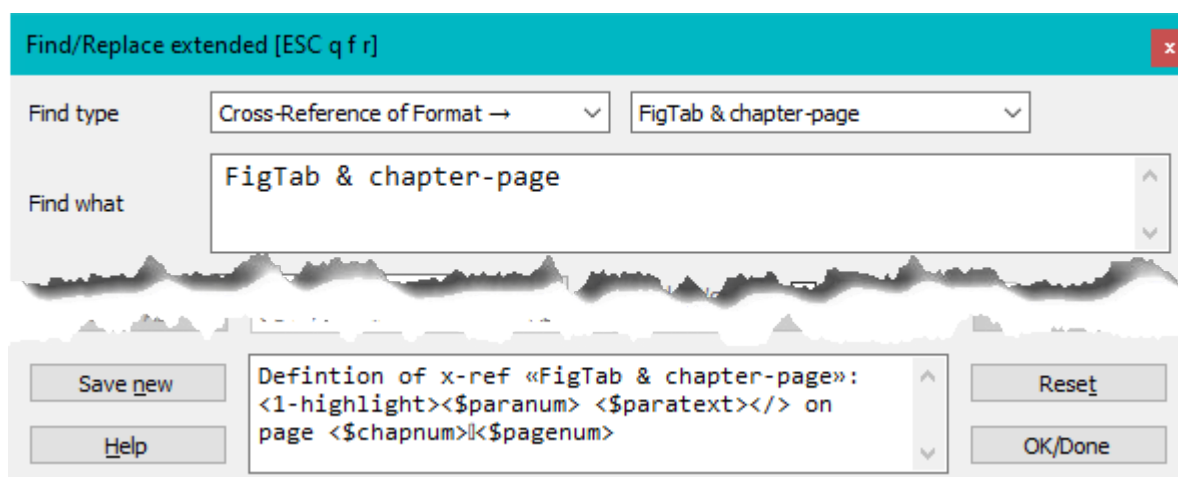 Find/Replace extended [ESC q f r]
x
Find type
Cross-Reference of Format →
FigTab & chapter-page
Find what
FigTab & chapter-page
Save new
Defintion of x-ref «FigTab & chapter-page»:
<1-highlight><$paranum> <$paratext></> on
page <$chapnum>▯<$pagenum>
Reset
Help
OK/Done